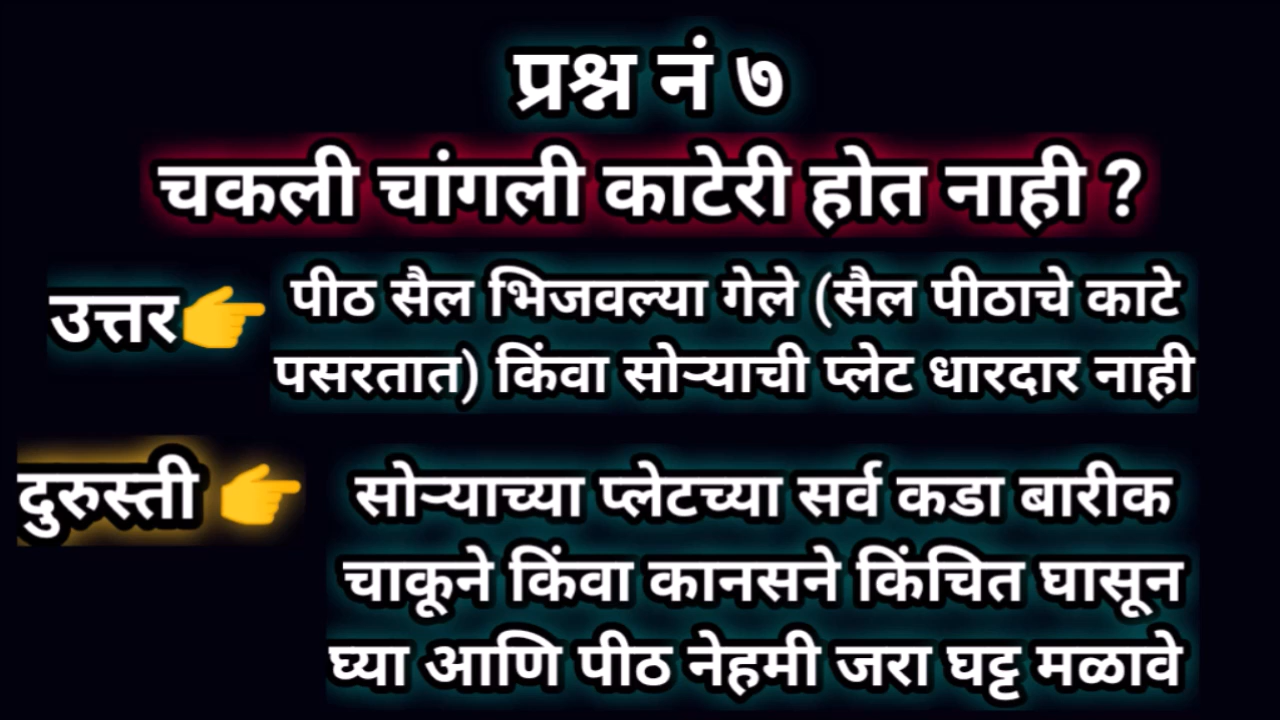 प्रश्न नं ७
चकली चांगली काटेरी होत नाही ?
उत्तर👉 पीठ सैल भिजवल्या गेले (सैल पीठाचे काटे
पसरतात) किंवा सोऱ्याची प्लेट धारदार नाही
दुरुस्ती 👉 सोऱ्याच्या प्लेटच्या सर्व कडा बारीक
चाकूने किंवा कानसने किंचित घासून
घ्या आणि पीठ नेहमी जरा घट्ट मळावे